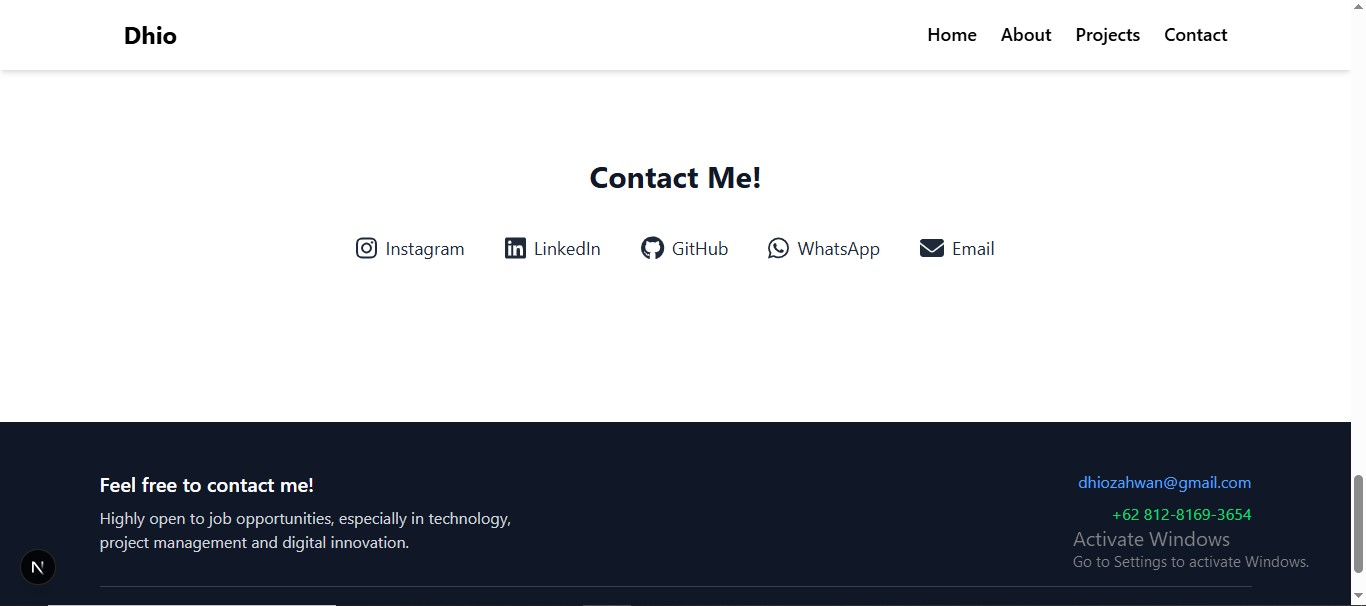 Dhio
Home About Projects Contact
Contact Me!
Instagram LinkedIn GitHub WhatsApp Email
Feel free to contact me!
Highly open to job opportunities, especially in technology,
project management and digital innovation.
dhiozahwan@gmail.com
+62 812-8169-3654
Activate Windows
Go to Settings to activate Windows.
N